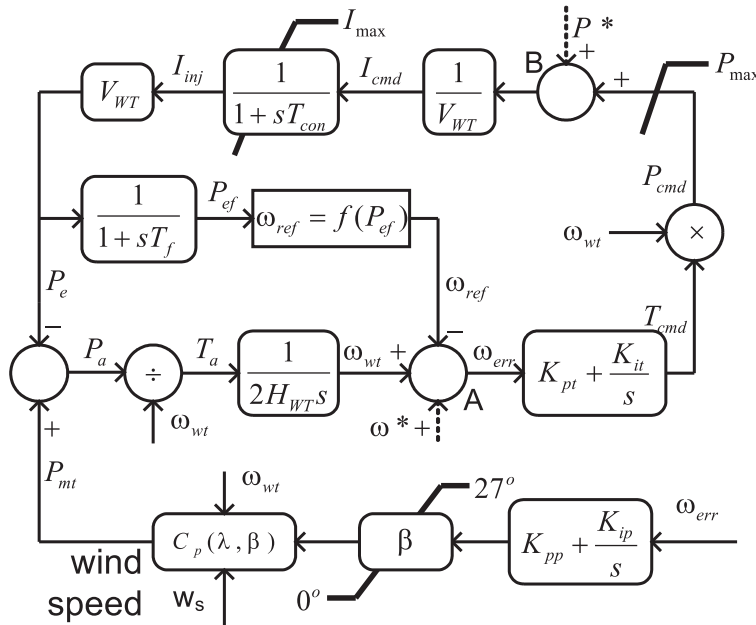 I_max
P*
B
+
+
P_max
V_WT
I_inj
1/(1 + sT_con)
I_cmd
1/V_WT
P_cmd
1/(1 + sT_f)
P_ef
ω_ref = f(P_ef)
ω_wt
×
P_e
ω_ref
T_cmd
−
P_a
÷
T_a
1/(2H_WT s)
ω_wt
+
−
ω_err
K_pt + K_it/s
A
ω_wt
ω* +
+
P_mt
ω_wt
27°
ω_err
C_p(λ, β)
β
K_pp + K_ip/s
wind
speed
w_s
0°